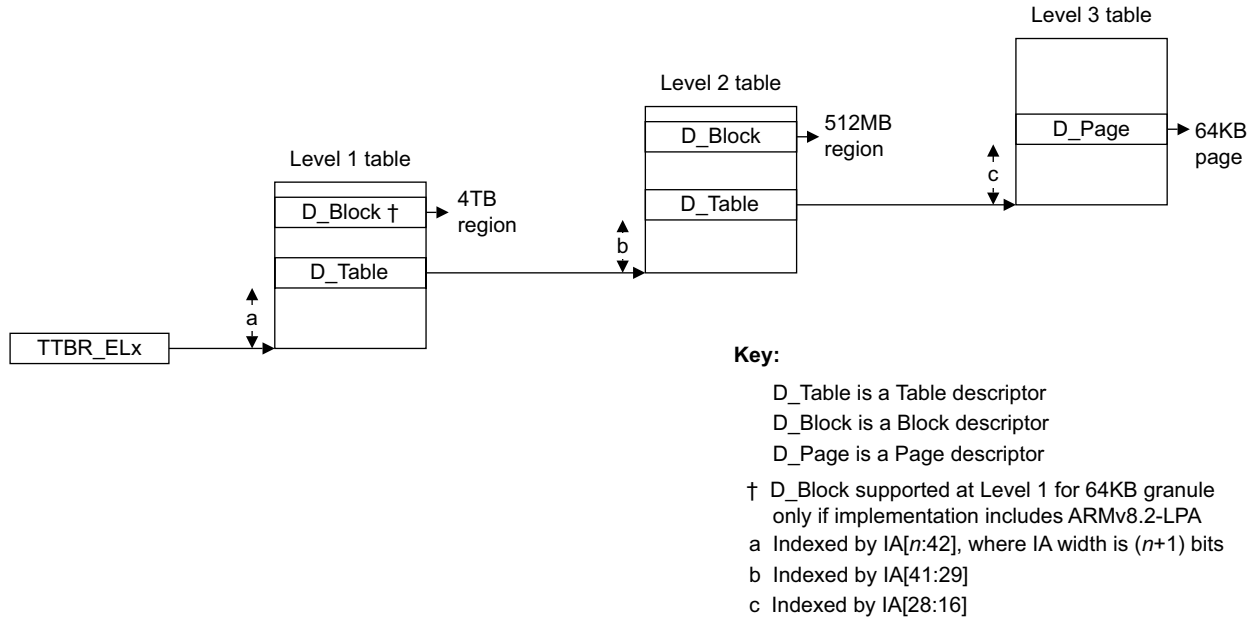 Level 3 table
Level 2 table
D_Block
512MB
region
D_Page
64KB
page
c
Level 1 table
D_Block †
4TB
region
D_Table
b
D_Table
a
TTBR_ELx
Key:
D_Table is a Table descriptor
D_Block is a Block descriptor
D_Page is a Page descriptor
† D_Block supported at Level 1 for 64KB granule
only if implementation includes ARMv8.2-LPA
a Indexed by IA[n:42], where IA width is (n+1) bits
b Indexed by IA[41:29]
c Indexed by IA[28:16]